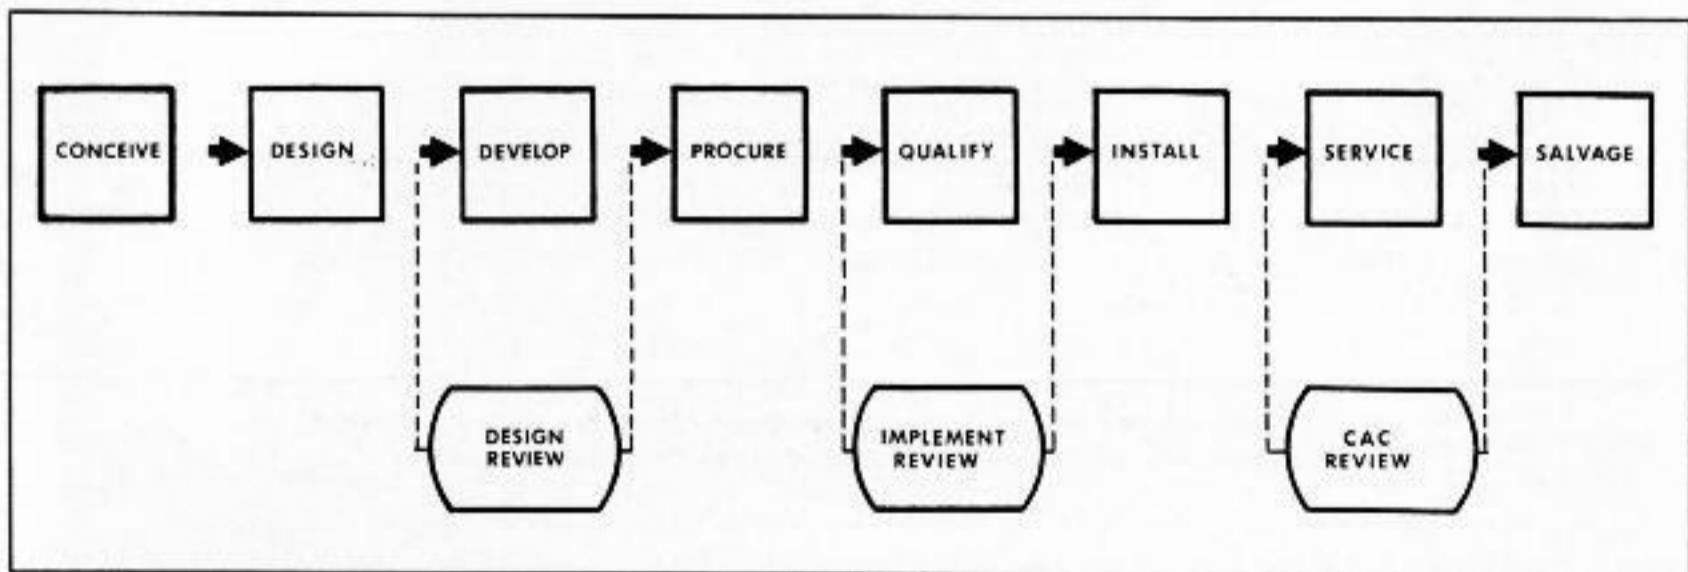 CONCEIVE
DESIGN
DEVELOP
PROCURE
QUALIFY
INSTALL
SERVICE
SALVAGE
DESIGN
REVIEW
IMPLEMENT
REVIEW
CAC
REVIEW